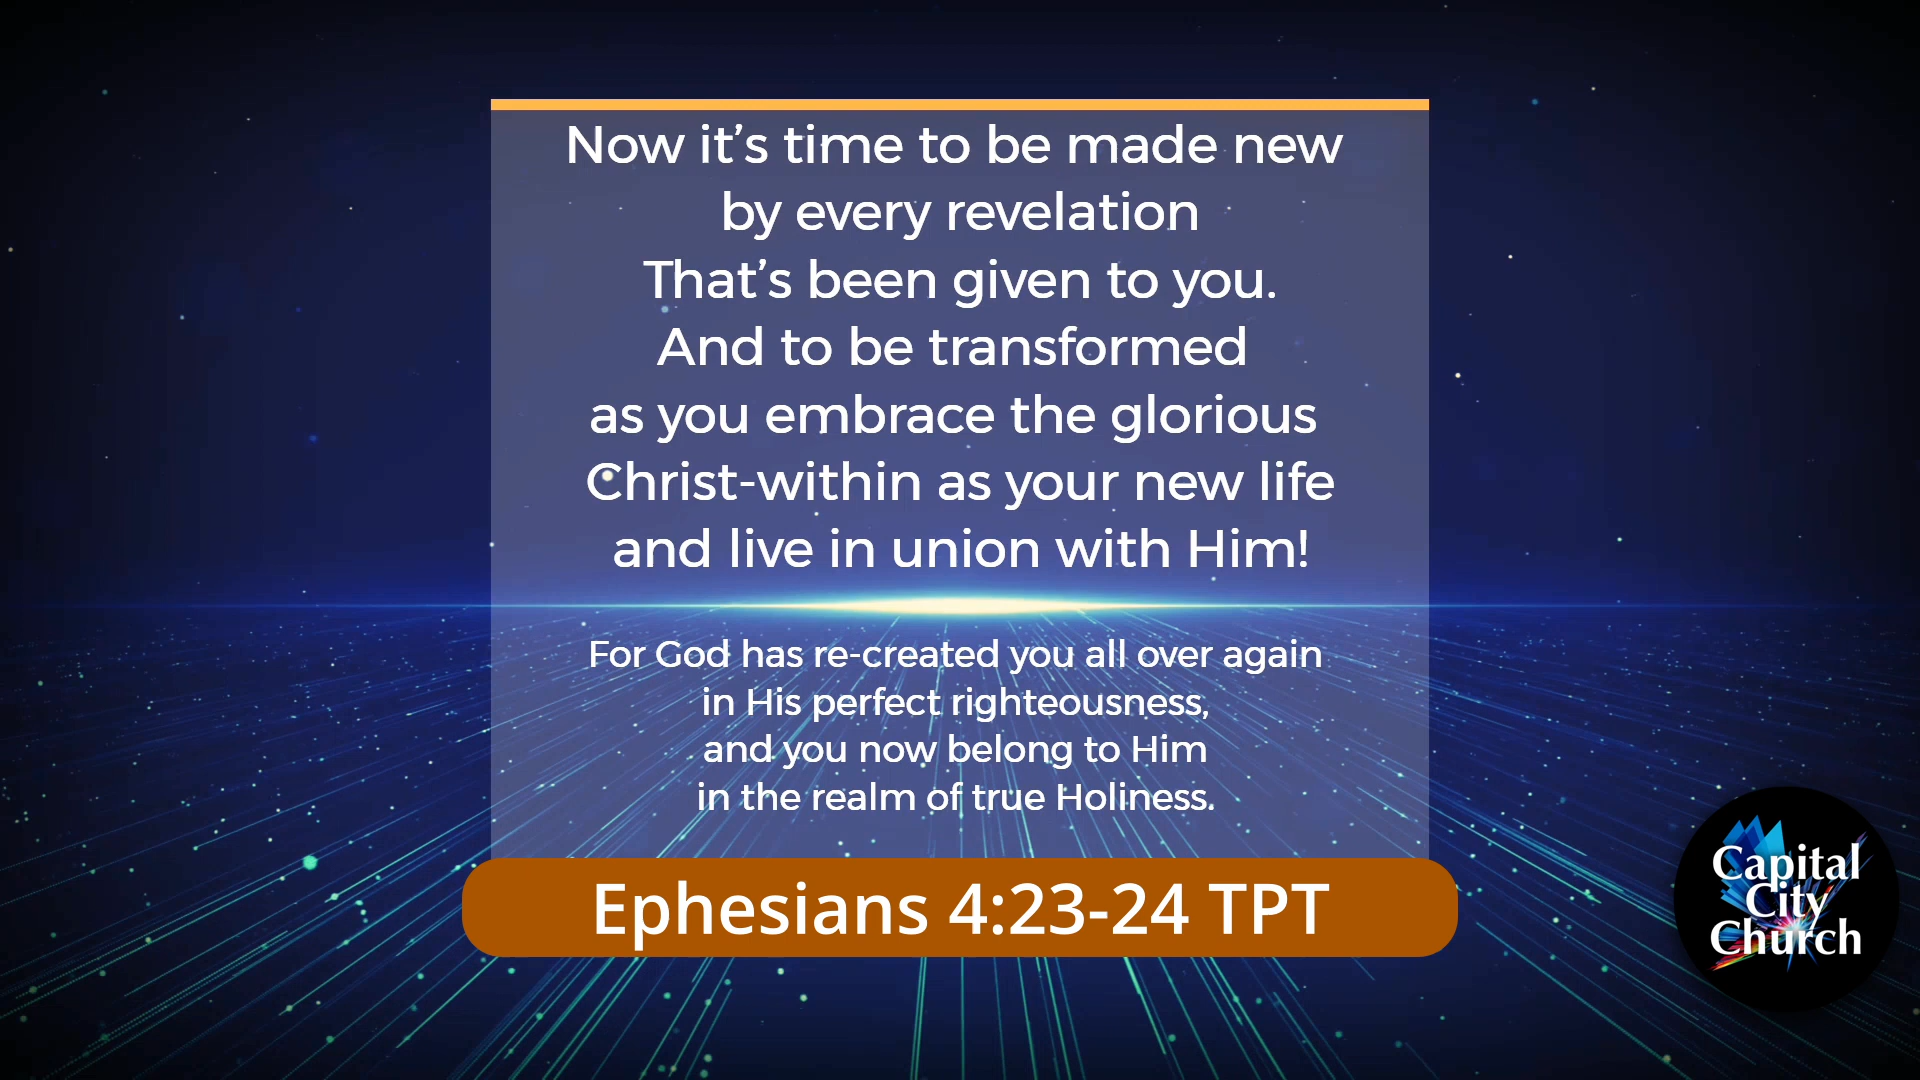 Now it’s time to be made new
by every revelation
That’s been given to you.
And to be transformed
as you embrace the glorious
Christ-within as your new life
and live in union with Him!
For God has re-created you all over again
in His perfect righteousness,
and you now belong to Him
in the realm of true Holiness.
Ephesians 4:23-24 TPT
Capital
City
Church